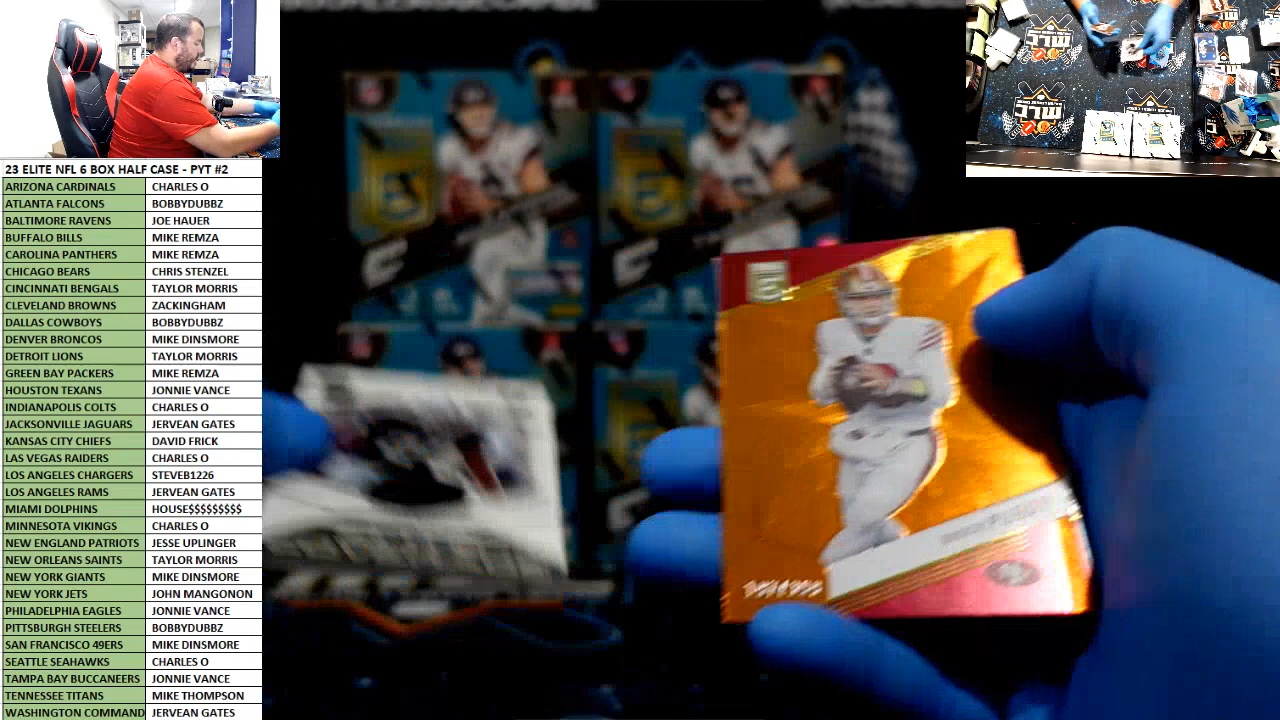 23 ELITE NFL 6 BOX HALF CASE - PYT #2
ARIZONA CARDINALS CHARLES O
ATLANTA FALCONS BOBBYDUBBZ
BALTIMORE RAVENS JOE HAUER
BUFFALO BILLS MIKE REMZA
CAROLINA PANTHERS MIKE REMZA
CHICAGO BEARS CHRIS STENZEL
CINCINNATI BENGALS TAYLOR MORRIS
CLEVELAND BROWNS ZACKINGHAM
DALLAS COWBOYS BOBBYDUBBZ
DENVER BRONCOS MIKE DINSMORE
DETROIT LIONS TAYLOR MORRIS
GREEN BAY PACKERS MIKE REMZA
HOUSTON TEXANS JONNIE VANCE
INDIANAPOLIS COLTS CHARLES O
JACKSONVILLE JAGUARS JERVEAN GATES
KANSAS CITY CHIEFS DAVID FRICK
LAS VEGAS RAIDERS CHARLES O
LOS ANGELES CHARGERS STEVEB1226
LOS ANGELES RAMS JERVEAN GATES
MIAMI DOLPHINS HOUSE$$$$$$$$$
MINNESOTA VIKINGS CHARLES O
NEW ENGLAND PATRIOTS JESSE UPLINGER
NEW ORLEANS SAINTS TAYLOR MORRIS
NEW YORK GIANTS MIKE DINSMORE
NEW YORK JETS JOHN MANGONON
PHILADELPHIA EAGLES JONNIE VANCE
PITTSBURGH STEELERS BOBBYDUBBZ
SAN FRANCISCO 49ERS MIKE DINSMORE
SEATTLE SEAHAWKS CHARLES O
TAMPA BAY BUCCANEERS JONNIE VANCE
TENNESSEE TITANS MIKE THOMPSON
WASHINGTON COMMAND JERVEAN GATES